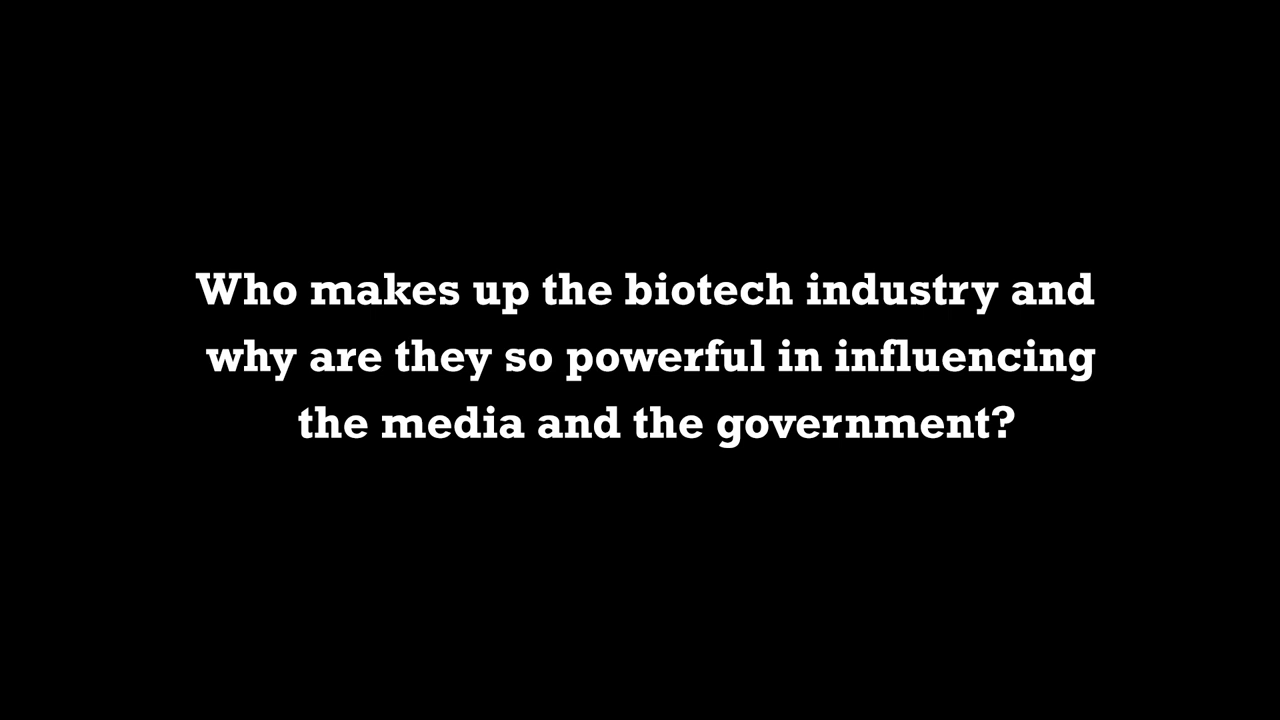 Who makes up the biotech industry and
why are they so powerful in influencing
the media and the government?